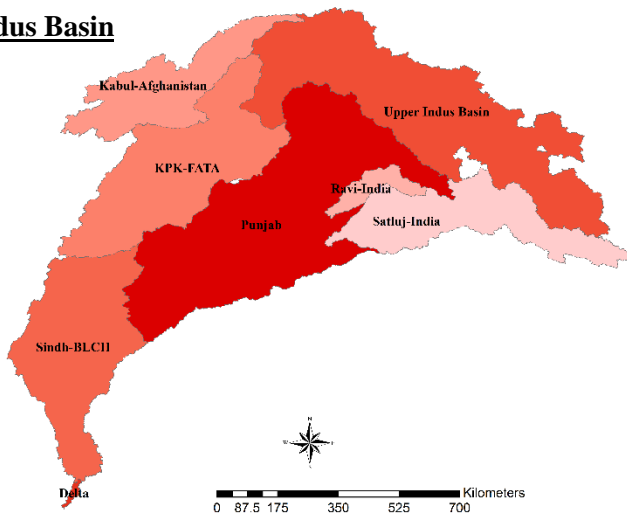 dus Basin
Kabul-Afghanistan
Upper Indus Basin
KPK-FATA
Ravi-India
Satluj-India
Punjab
Sindh-BLCH
Delta
N
W E
S
Kilometers
0 87.5 175 350 525 700